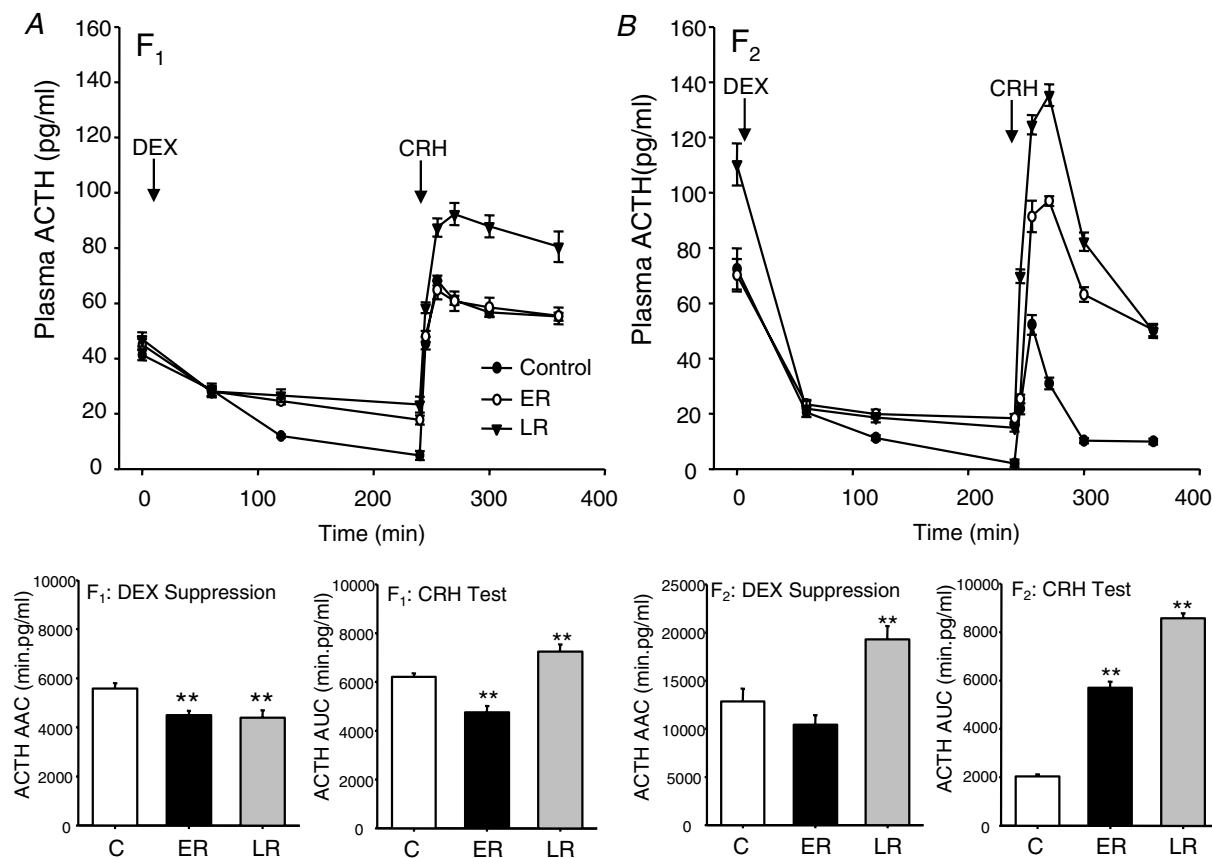 A
F1
Plasma ACTH (pg/ml)
160
140
120
100
80
60
40
20
0
DEX
CRH
Control
ER
LR
0
100
200
300
400
Time (min)
B
F2
Plasma ACTH(pg/ml)
160
140
120
100
80
60
40
20
0
DEX
CRH
0
100
200
300
400
Time (min)
F1: DEX Suppression
ACTH AAC (min.pg/ml)
10000
8000
6000
4000
2000
0
**
**
C
ER
LR
F1: CRH Test
ACTH AUC (min.pg/ml)
10000
8000
6000
4000
2000
0
**
**
C
ER
LR
F2: DEX Suppression
ACTH AAC (min.pg/ml)
25000
20000
15000
10000
5000
0
**
C
ER
LR
F2: CRH Test
ACTH AUC (min.pg/ml)
10000
8000
6000
4000
2000
0
**
**
C
ER
LR